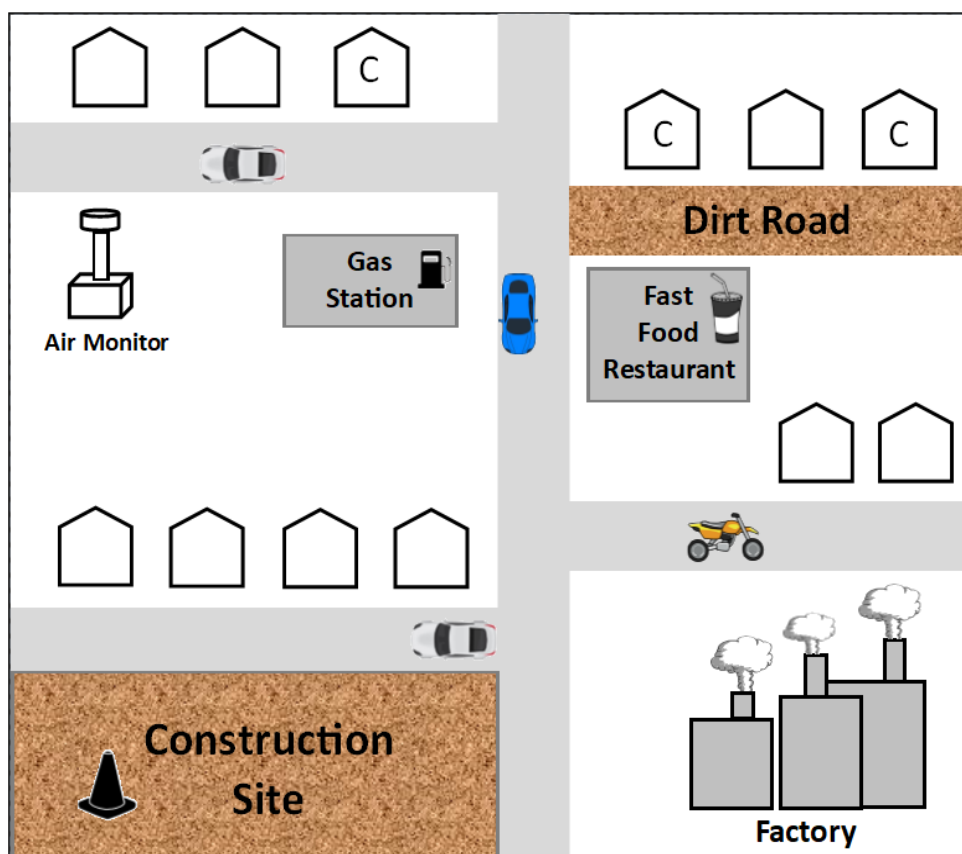 C
C
C
Dirt Road
Gas
Station
Fast
Food
Restaurant
Air Monitor
Construction
Site
Factory